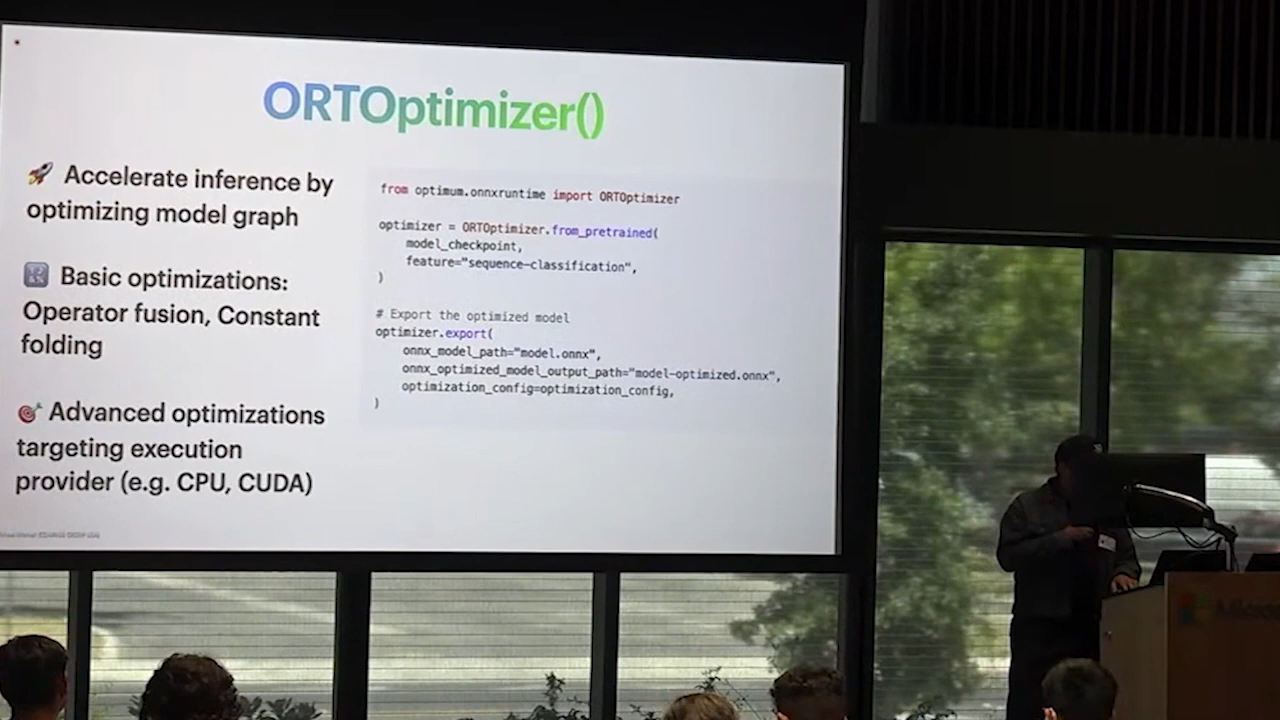 ORTOptimizer()
🚀 Accelerate inference by
optimizing model graph
Basic optimizations:
Operator fusion, Constant
folding
🎯 Advanced optimizations
targeting execution
provider (e.g. CPU, CUDA)
from optimum.onnxruntime import ORTOptimizer
optimizer = ORTOptimizer.from_pretrained(
model_checkpoint,
feature="sequence-classification",
)
# Export the optimized model
optimizer.export(
onnx_model_path="model.onnx",
onnx_optimized_model_output_path="model-optimized.onnx",
optimization_config=optimization_config,
)